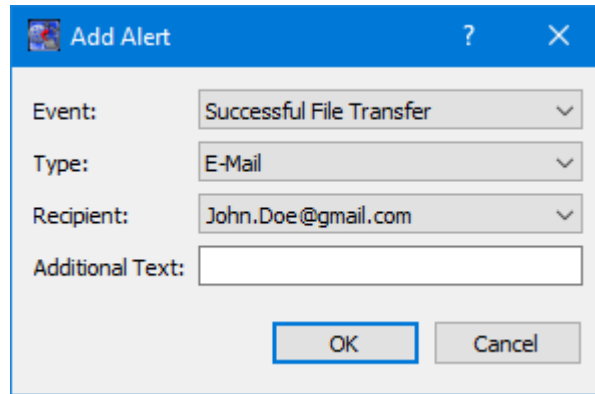 Add Alert ?
Event: Successful File Transfer
Type: E-Mail
Recipient: John.Doe@gmail.com
Additional Text:
OK Cancel